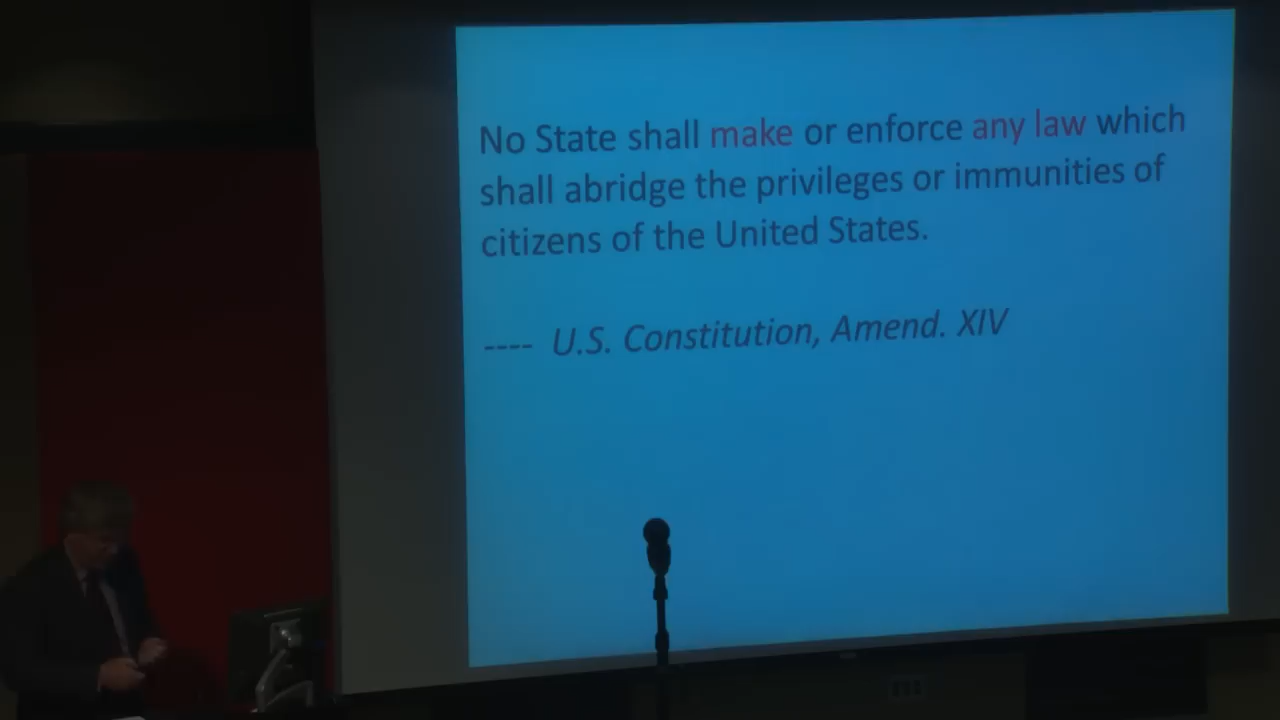 No State shall make or enforce any law which
shall abridge the privileges or immunities of
citizens of the United States.
---- U.S. Constitution, Amend. XIV